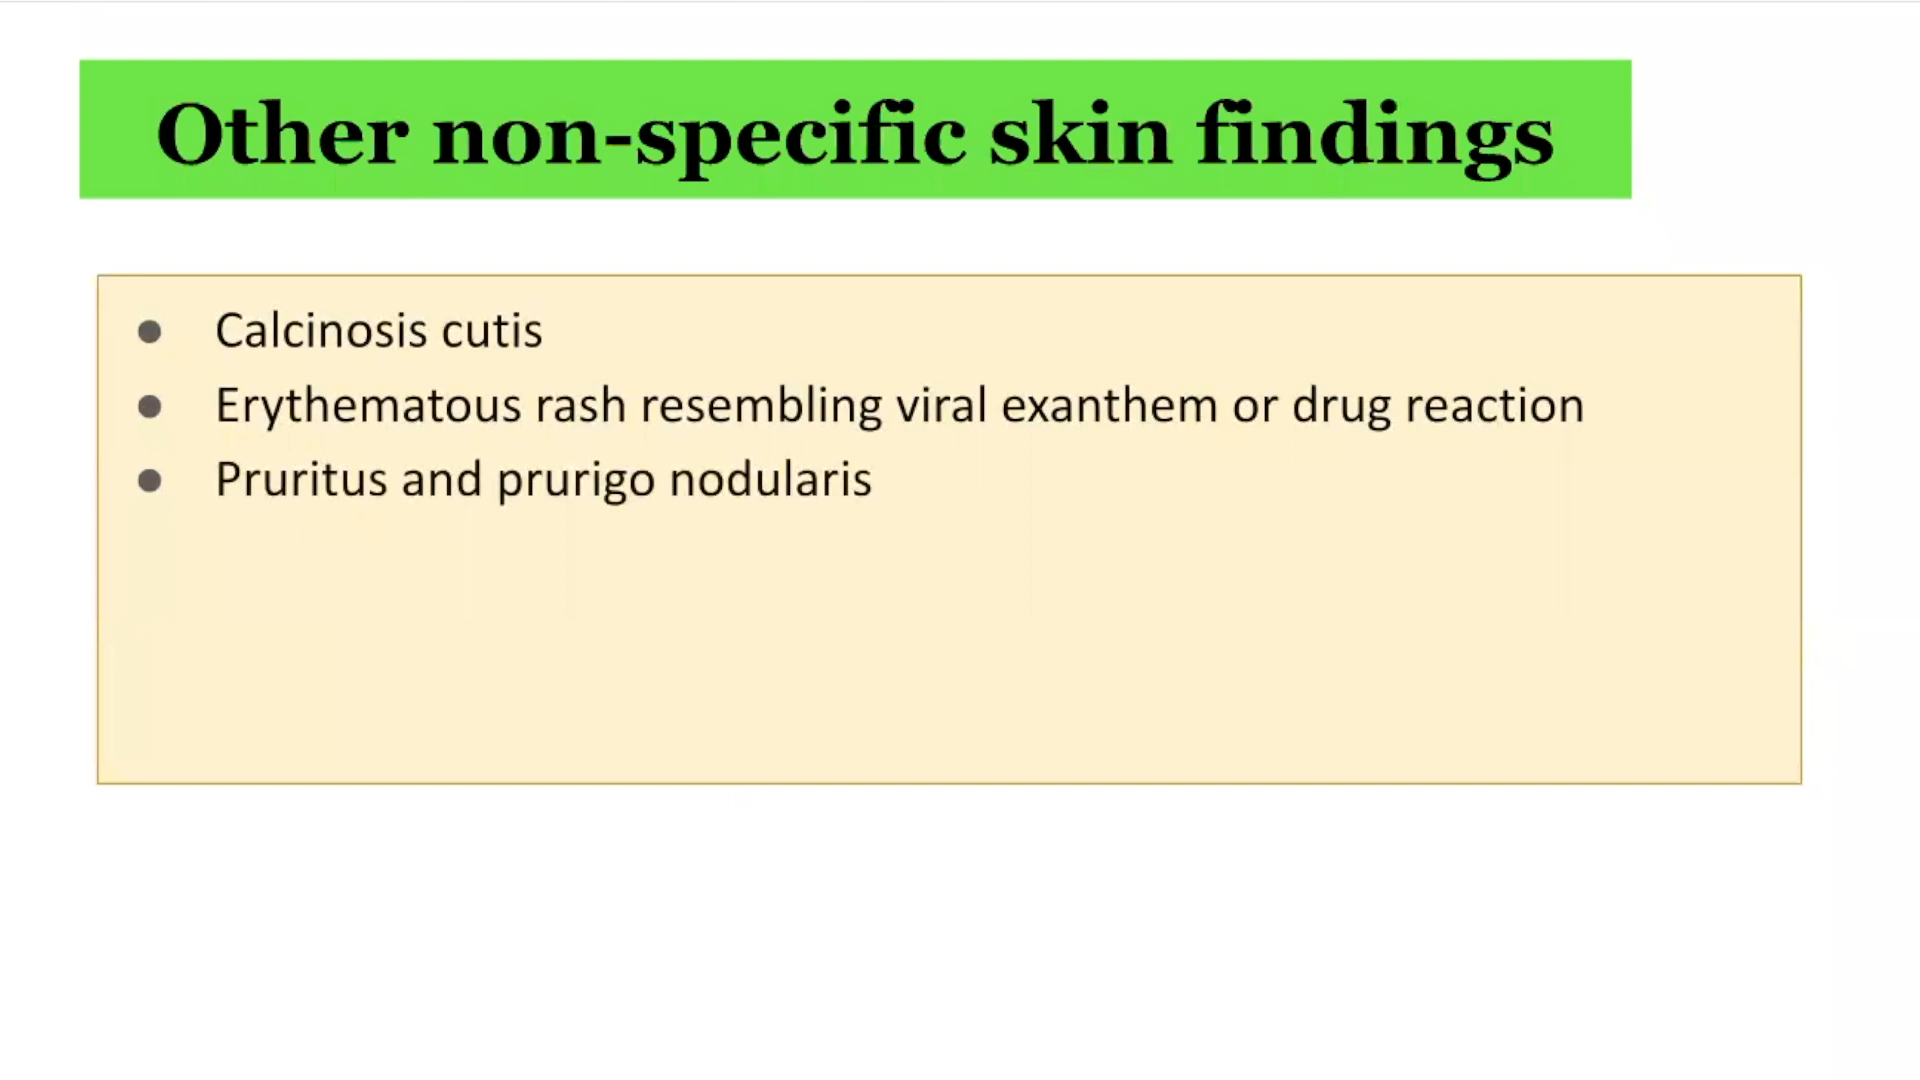 Other non-specific skin findings
● Calcinosis cutis
● Erythematous rash resembling viral exanthem or drug reaction
● Pruritus and prurigo nodularis